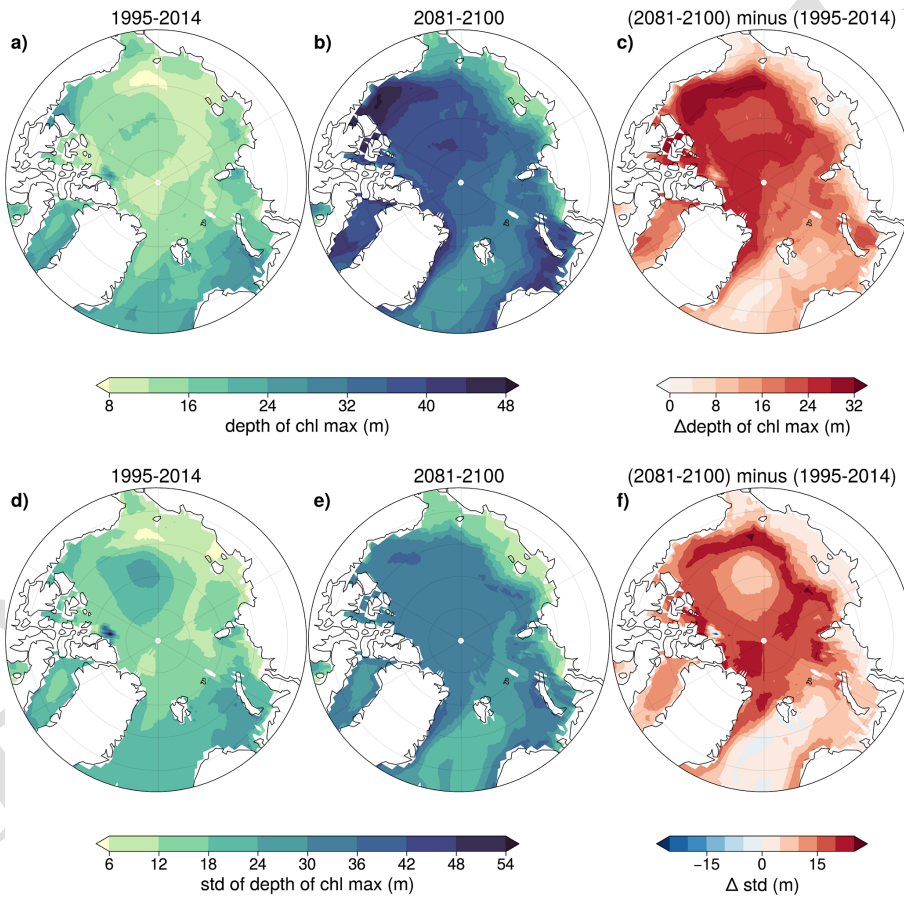 1995-2014
2081-2100
(2081-2100) minus (1995-2014)
a)
b)
c)
8 16 24 32 40 48
depth of chl max (m)
0 8 16 24 32
Δdepth of chl max (m)
1995-2014
2081-2100
(2081-2100) minus (1995-2014)
d)
e)
f)
6 12 18 24 30 36 42 48 54
std of depth of chl max (m)
−15 0 15
Δ std (m)